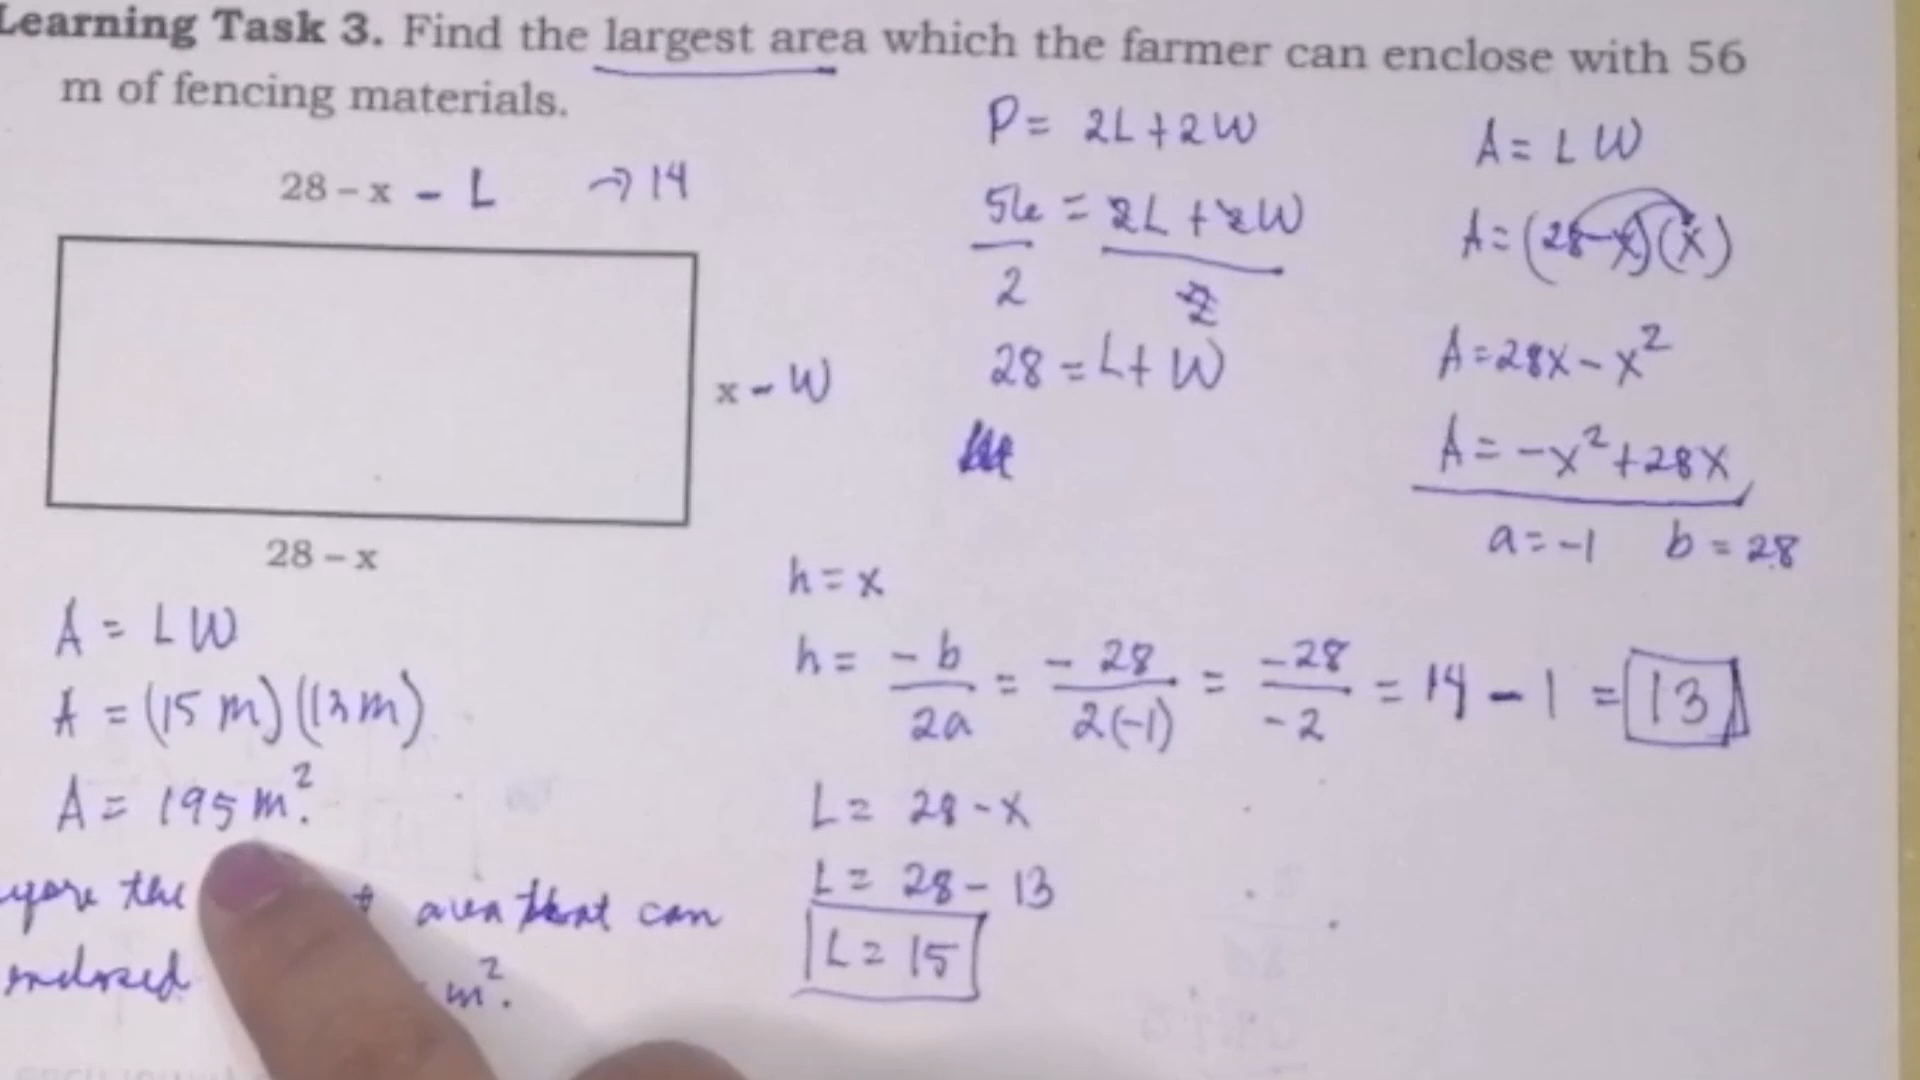 Learning Task 3. Find the largest area which the farmer can enclose with 56
m of fencing materials.
28 – x - L → 14
x - W
28 – x
A = LW
A = (15 m)(13 m)
A = 195 m².
the area that can
enclosed m².
P = 2L + 2W
56 = 2L + 2W
2 2
28 = L + W
h = x
h = -b/2a = -28/2(-1) = -28/-2 = 14 - 1 = 13
L = 28 - x
L = 28 - 13
L = 15
A = LW
A = (28-x)(x)
A = 28x - x²
A = -x² + 28x
a = -1 b = 28